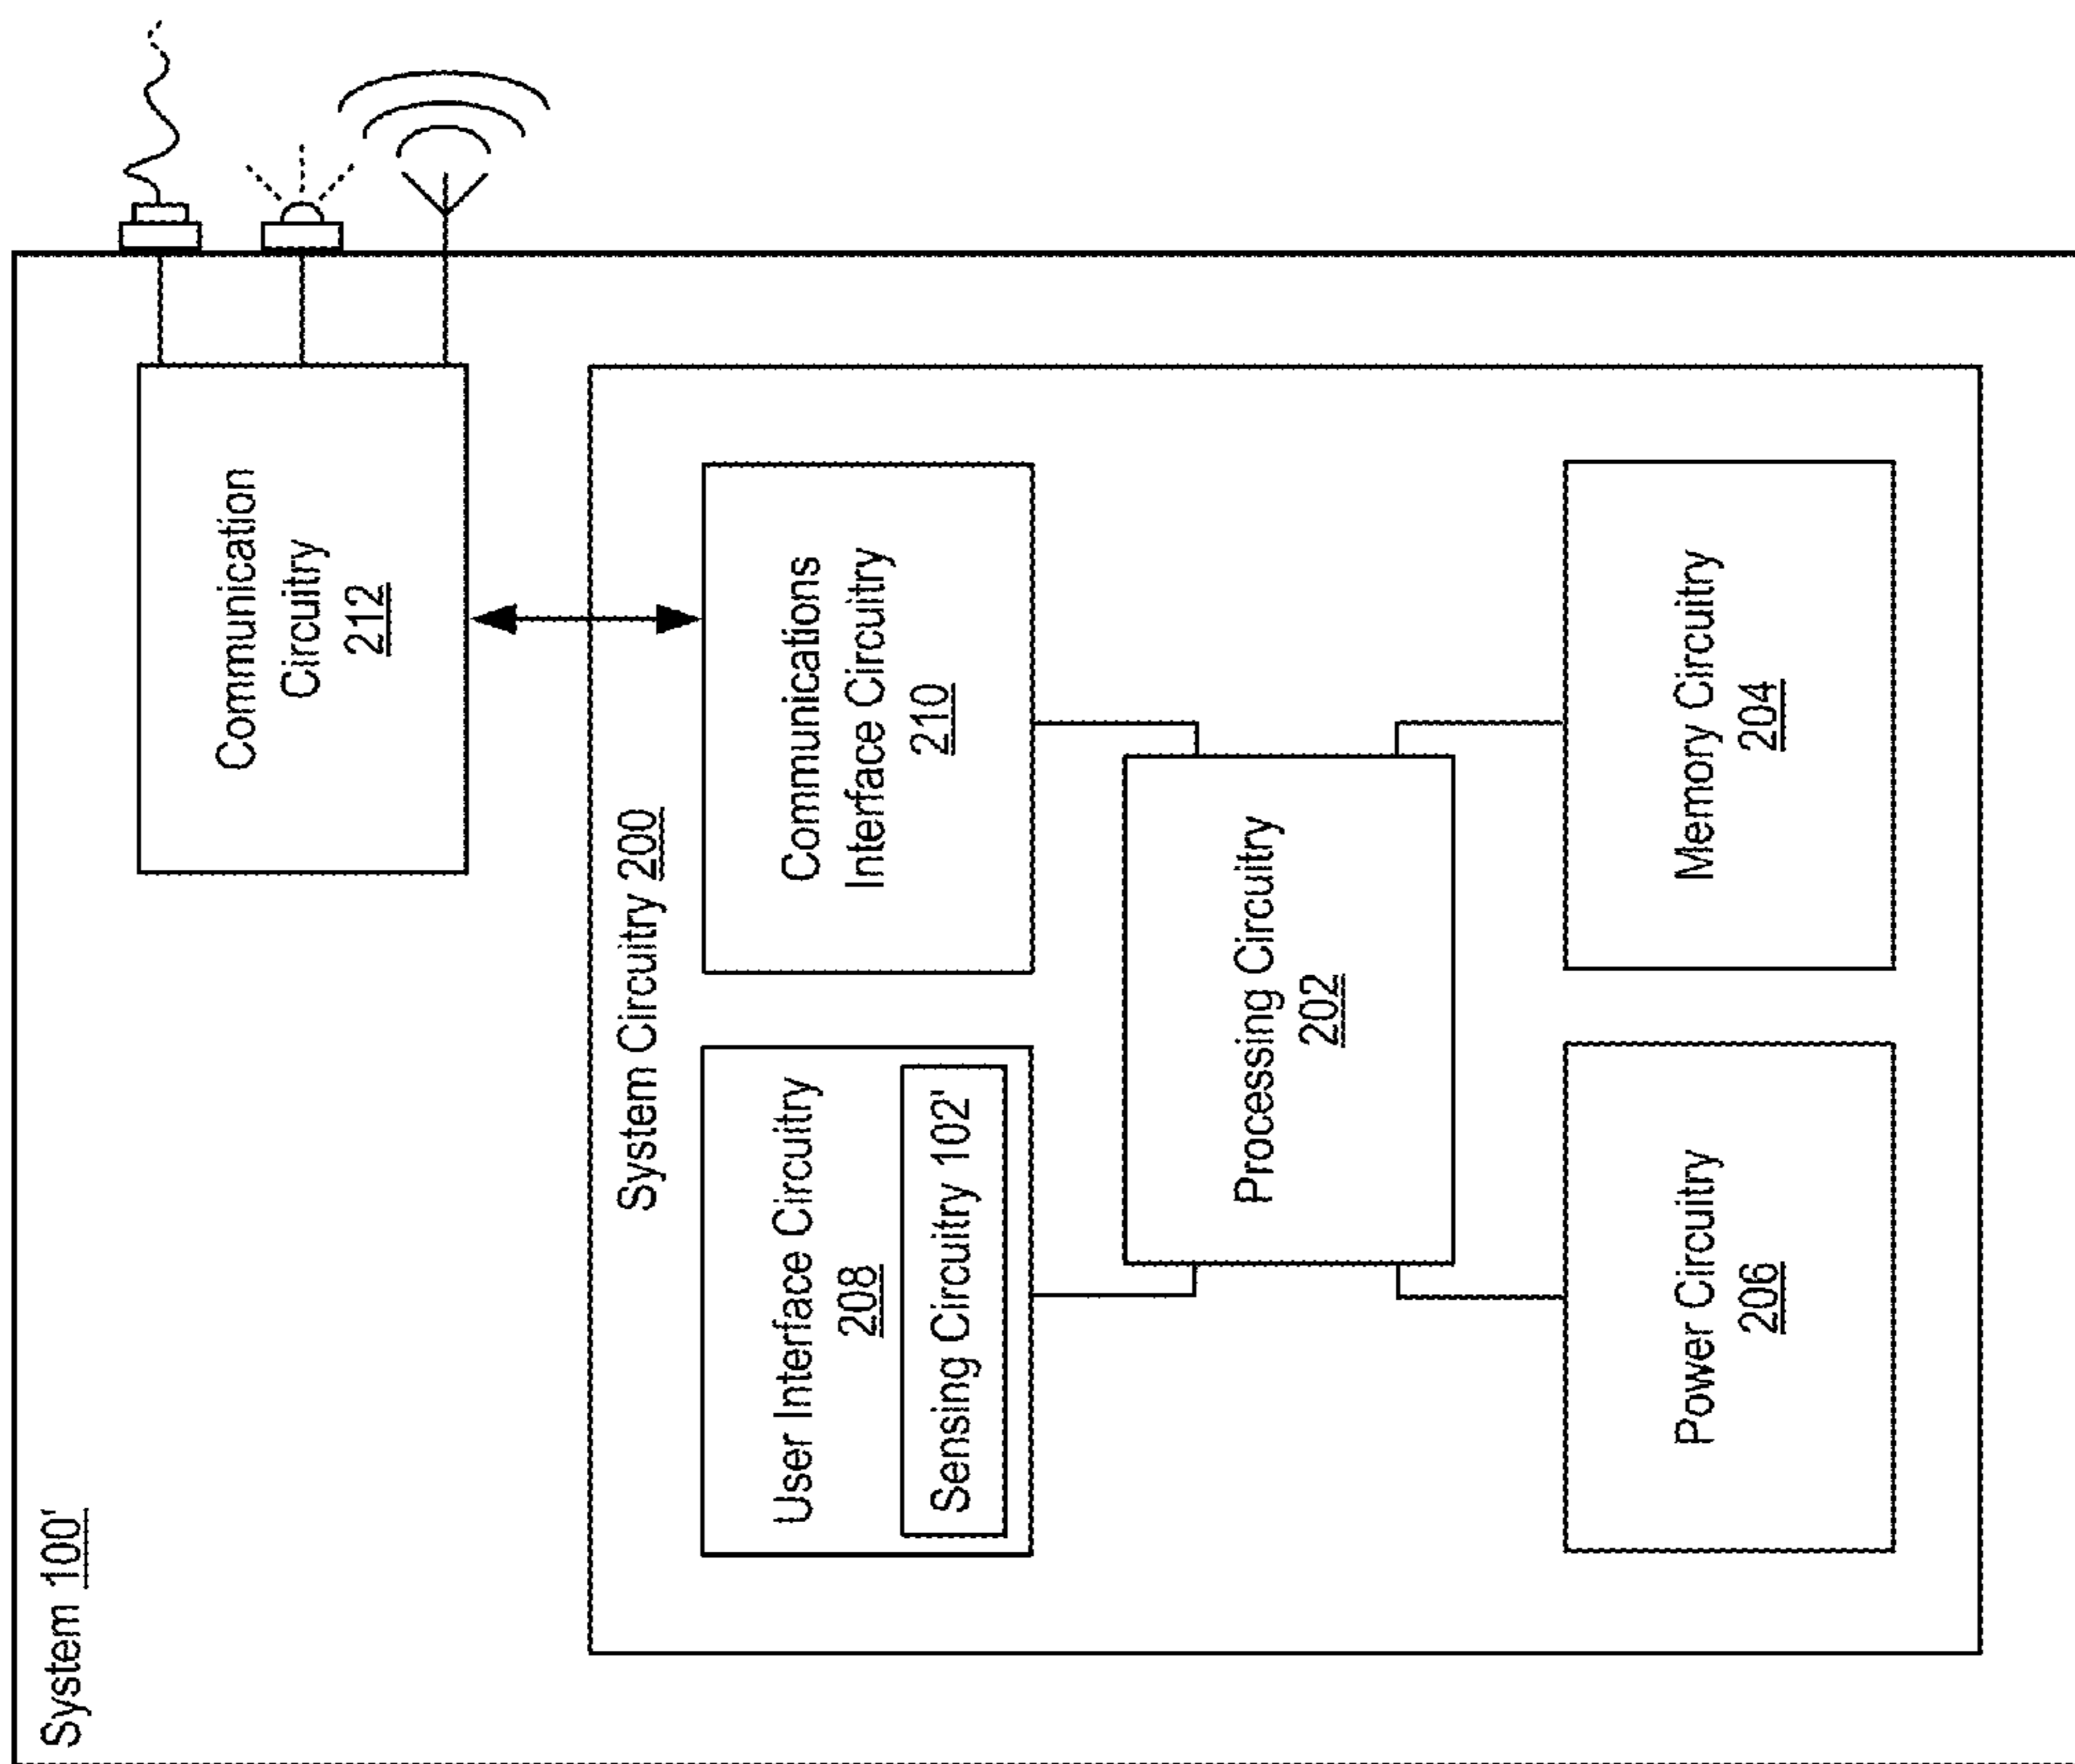 System 100'
Communication
Circuitry
212
System Circuitry 200
User Interface Circuitry
208
Sensing Circuitry 102'
Communications
Interface Circuitry
210
Processing Circuitry
202
Power Circuitry
206
Memory Circuitry
204